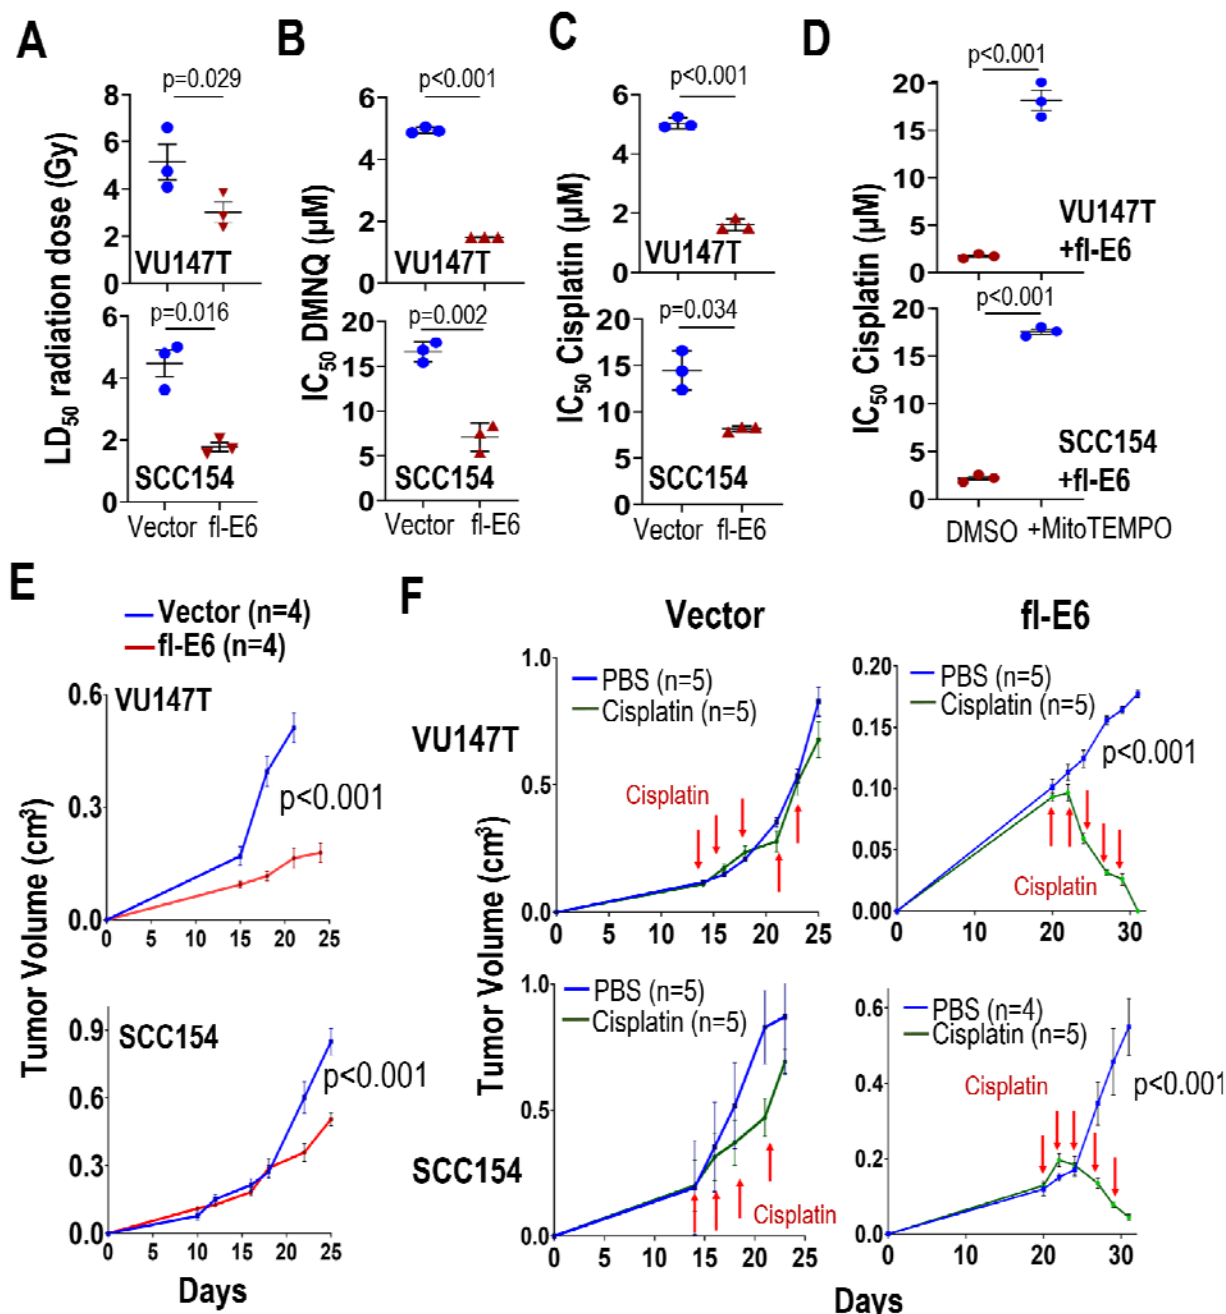 A
B
C
D
p=0.029
8
6
4
2
0
VU147T
p=0.016
6
4
2
0
SCC154
LD50 radiation dose (Gy)
Vector fl-E6
p<0.001
6
4
2
0
VU147T
p=0.002
20
15
10
5
0
SCC154
IC50 DMNQ (µM)
Vector fl-E6
p<0.001
6
4
2
0
VU147T
p=0.034
20
15
10
5
0
SCC154
IC50 Cisplatin (µM)
Vector fl-E6
p<0.001
20
15
10
5
0
VU147T
+fl-E6
p<0.001
20
15
10
5
0
SCC154
+fl-E6
IC50 Cisplatin (µM)
DMSO +MitoTEMPO
E
Vector (n=4)
fl-E6 (n=4)
0.6
0.3
0.0
VU147T
p<0.001
0 5 10 15 20 25
0.9
0.6
0.3
0.0
SCC154
p<0.001
0 5 10 15 20 25
Tumor Volume (cm3)
Days
F
Vector
fl-E6
VU147T
1.0
0.5
0.0
PBS (n=5)
Cisplatin (n=5)
Cisplatin
0 5 10 15 20 25
0.20
0.15
0.10
0.05
0.00
PBS (n=5)
Cisplatin (n=5)
p<0.001
Cisplatin
0 10 20 30
SCC154
1.0
0.5
0.0
PBS (n=5)
Cisplatin (n=5)
Cisplatin
0 5 10 15 20 25
0.6
0.4
0.2
0.0
PBS (n=4)
Cisplatin (n=5)
Cisplatin
p<0.001
0 10 20 30
Tumor Volume (cm3)
Days